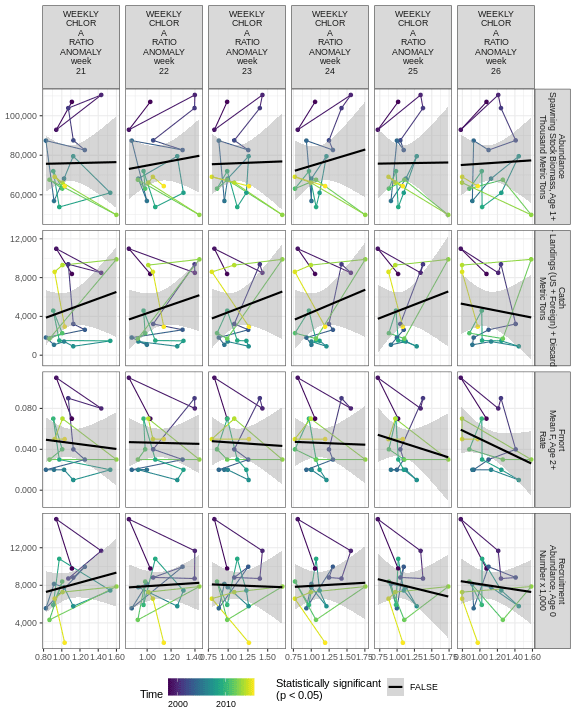 WEEKLY
CHLOR
A
RATIO
ANOMALY
week
21
WEEKLY
CHLOR
A
RATIO
ANOMALY
week
22
WEEKLY
CHLOR
A
RATIO
ANOMALY
week
23
WEEKLY
CHLOR
A
RATIO
ANOMALY
week
24
WEEKLY
CHLOR
A
RATIO
ANOMALY
week
25
WEEKLY
CHLOR
A
RATIO
ANOMALY
week
26
100,000
80,000
60,000
Abundance
Spawning Stock Biomass, Age 1+
Thousand Metric Tons
12,000
8,000
4,000
0
Catch
Landings (US + Foreign) + Discard
Metric Tons
0.080
0.040
0.000
Fmort
Mean F, Age 2+
Rate
12,000
8,000
4,000
Recruitment
Abundance, Age 0
Number x 1,000
0.80 1.00 1.20 1.40 1.60
1.00 1.20 1.40
0.75 1.00 1.25 1.50
0.75 1.00 1.25 1.50 1.75
0.75 1.00 1.25 1.50 1.75
0.80 1.00 1.20 1.40 1.60
Time
2000 2010
Statistically significant
(p < 0.05)
FALSE